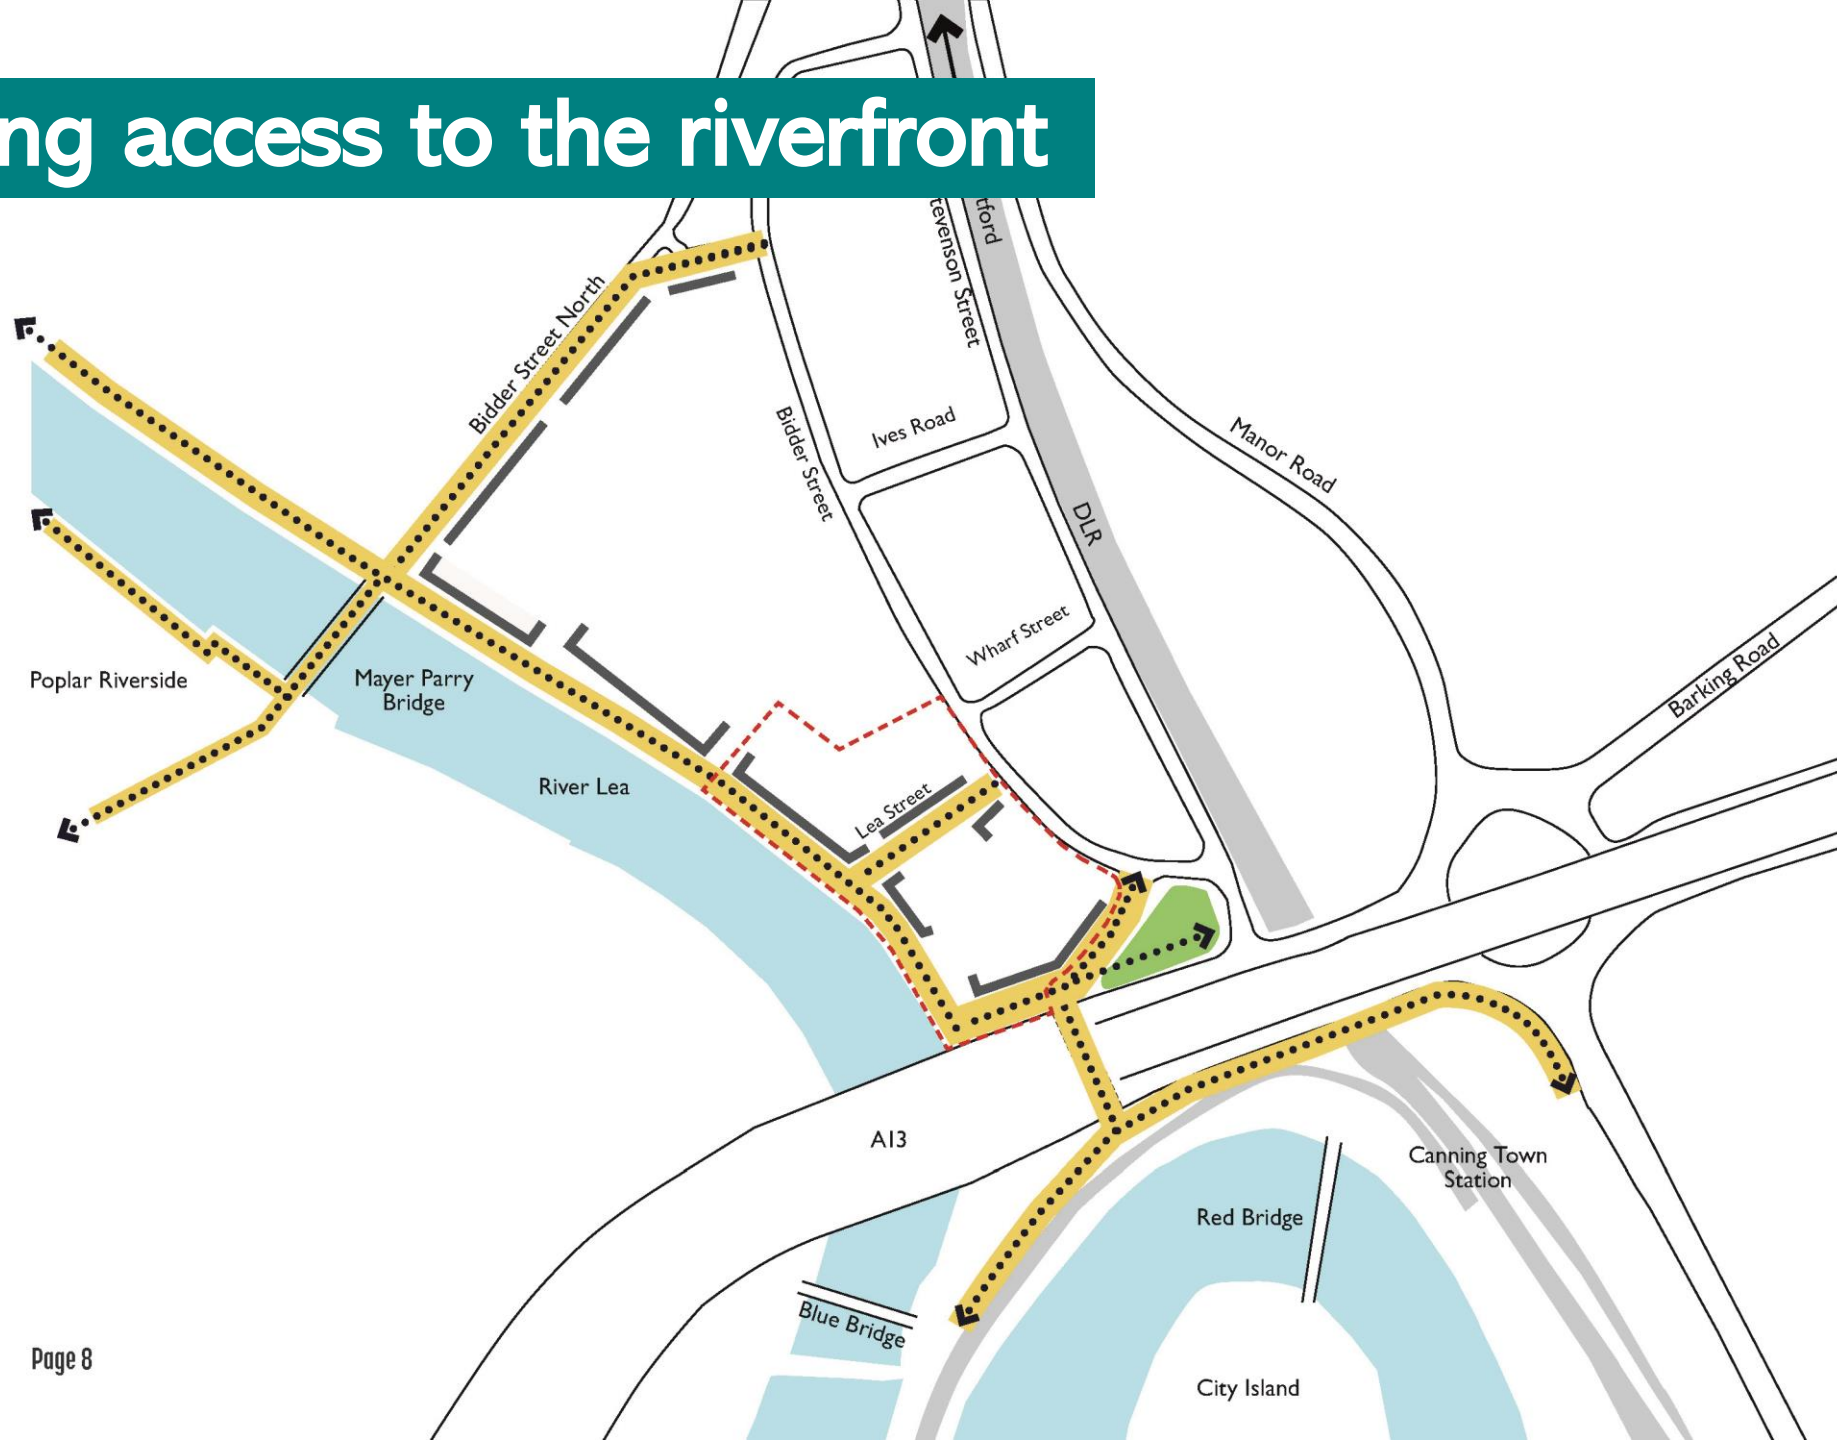 ng access to the riverfront
tevenson Street
tford
Bidder Street North
Bidder Street
Ives Road
Manor Road
DLR
Wharf Street
Barking Road
Poplar Riverside
Mayer Parry
Bridge
River Lea
Lea Street
A13
Canning Town
Station
Red Bridge
Blue Bridge
City Island
Page 8